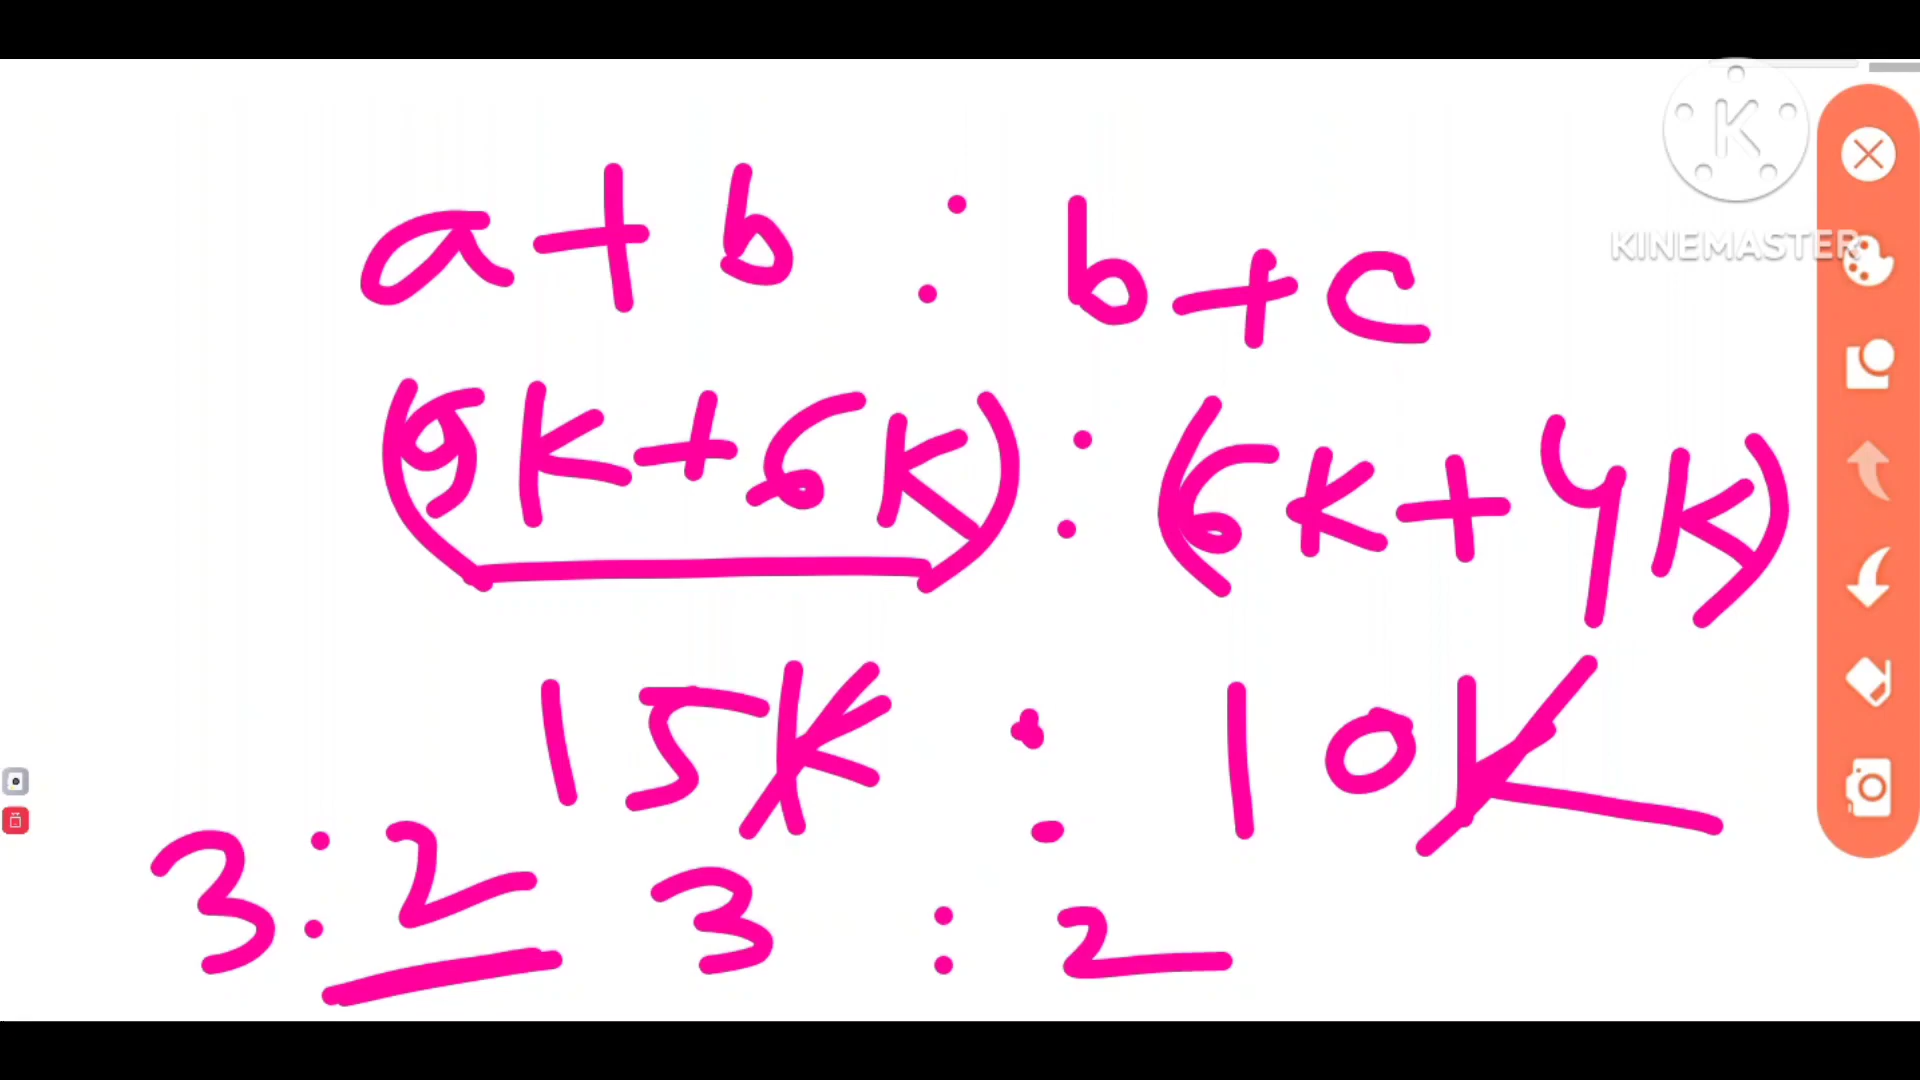 K
KINEMASTER
a+b : b+c
(9K+6K) : (6K+4K)
15K : 10K
3:2 3 : 2